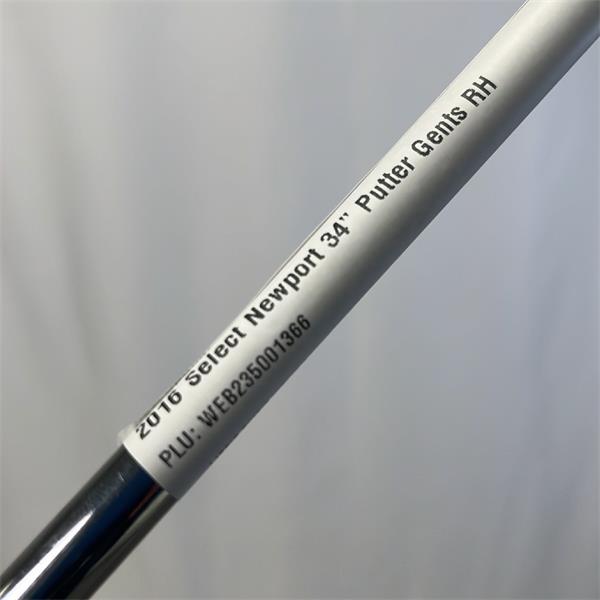 2016 Select Newport 34" Putter Gents RH
PLU: WEB235001366